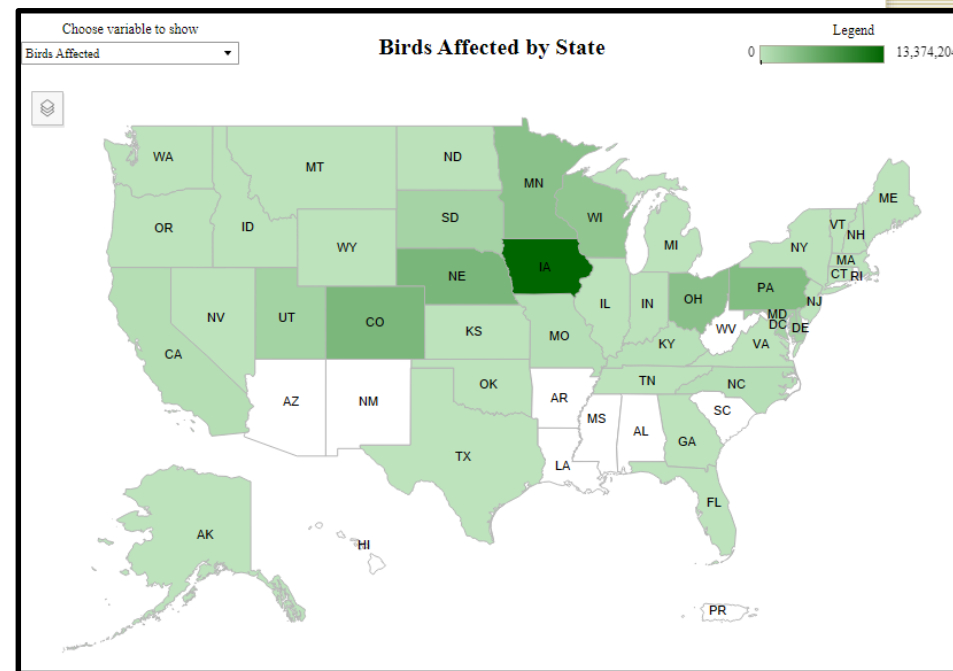 Choose variable to show
Birds Affected
Birds Affected by State
Legend
0
13,374,204
WA
MT
ND
MN
ME
OR
ID
SD
WI
VT
NH
WY
MI
NY
MA
CT RI
NE
IA
PA
NV
UT
CO
IL
IN
OH
NJ
MD
DC DE
WV
CA
KS
MO
KY
VA
OK
TN
NC
AZ
NM
AR
SC
MS
AL
GA
TX
LA
FL
AK
HI
PR